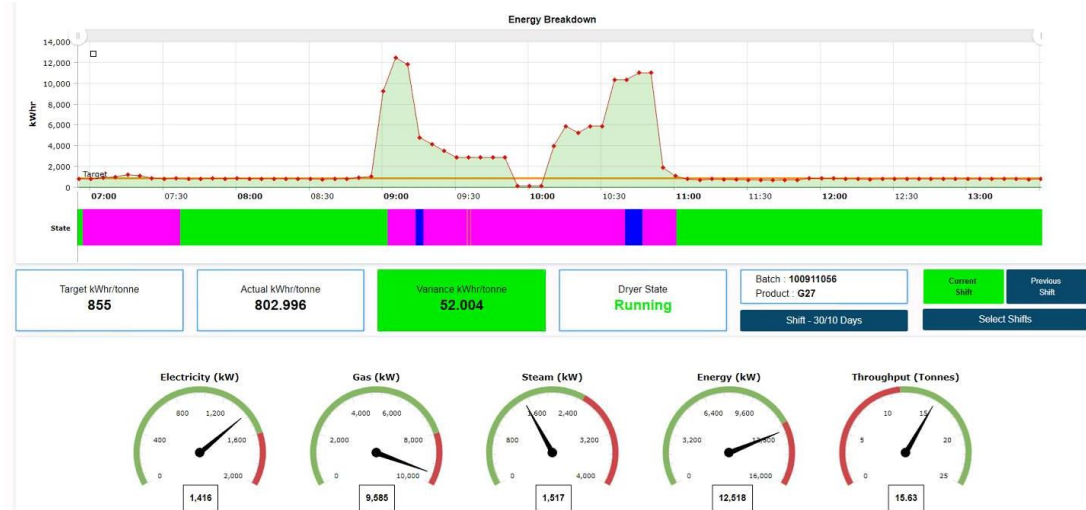 Energy Breakdown
14,000
12,000
10,000
8,000
6,000
4,000
2,000
0
kWhr
Target
07:00 07:30 08:00 08:30 09:00 09:30 10:00 10:30 11:00 11:30 12:00 12:30 13:00
State
Target kWhr/tonne
855
Actual kWhr/tonne
802.996
Variance kWhr/tonne
52.004
Dryer State
Running
Batch : 100911056
Product : G27
Shift - 30/10 Days
Current
Shift
Previous
Shift
Select Shifts
Electricity (kW)
0 400 800 1,200 1,600 2,000
1,416
Gas (kW)
0 2,000 4,000 6,000 8,000 10,000
9,585
Steam (kW)
0 800 2,400 3,200 4,000
1,517
Energy (kW)
0 3,200 6,400 9,600 16,000
12,518
Throughput (Tonnes)
0 5 10 15 20 25
15.63